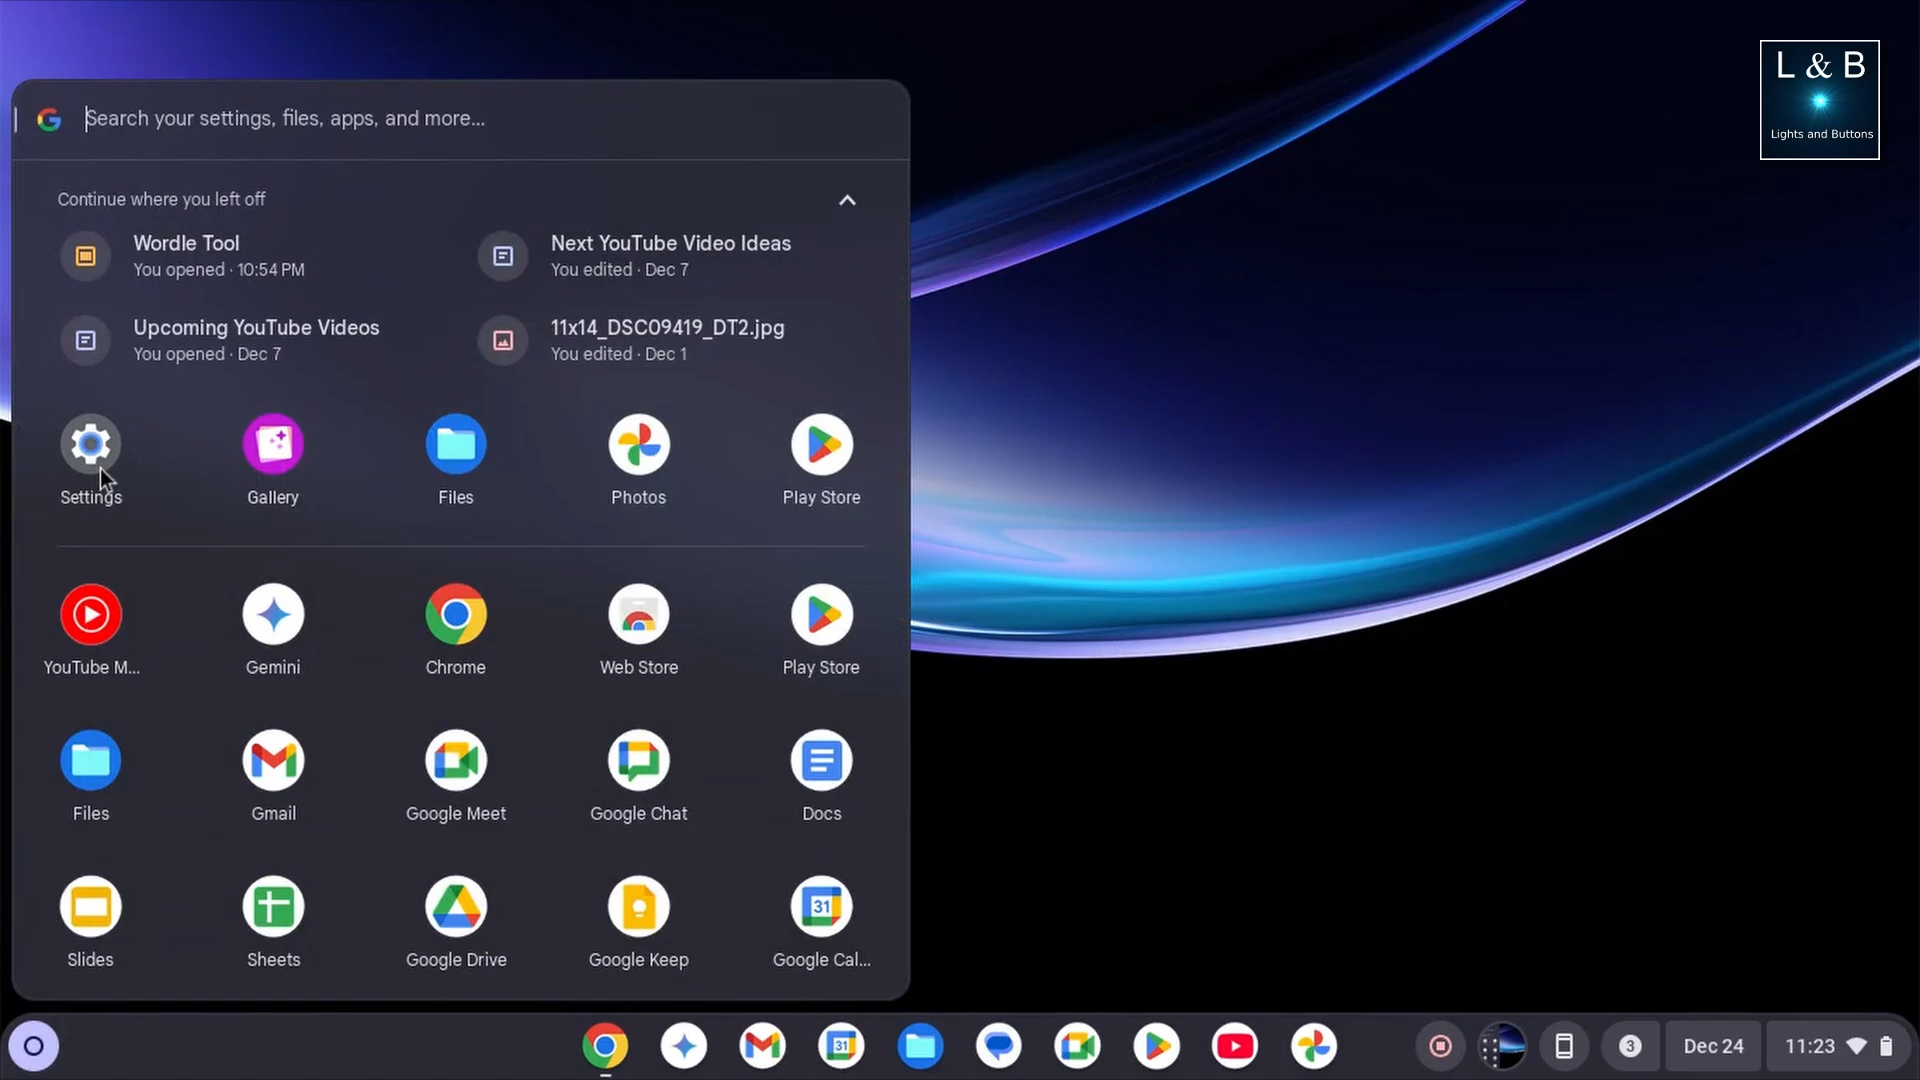 L & B
Lights and Buttons
Search your settings, files, apps, and more...
Continue where you left off
Wordle Tool
You opened · 10:54 PM
Next YouTube Video Ideas
You edited · Dec 7
Upcoming YouTube Videos
You opened · Dec 7
11x14_DSC09419_DT2.jpg
You edited · Dec 1
Settings
Gallery
Files
Photos
Play Store
YouTube M...
Gemini
Chrome
Web Store
Play Store
Files
Gmail
Google Meet
Google Chat
Docs
31
Slides
Sheets
Google Drive
Google Keep
Google Cal...
31
3
Dec 24
11:23